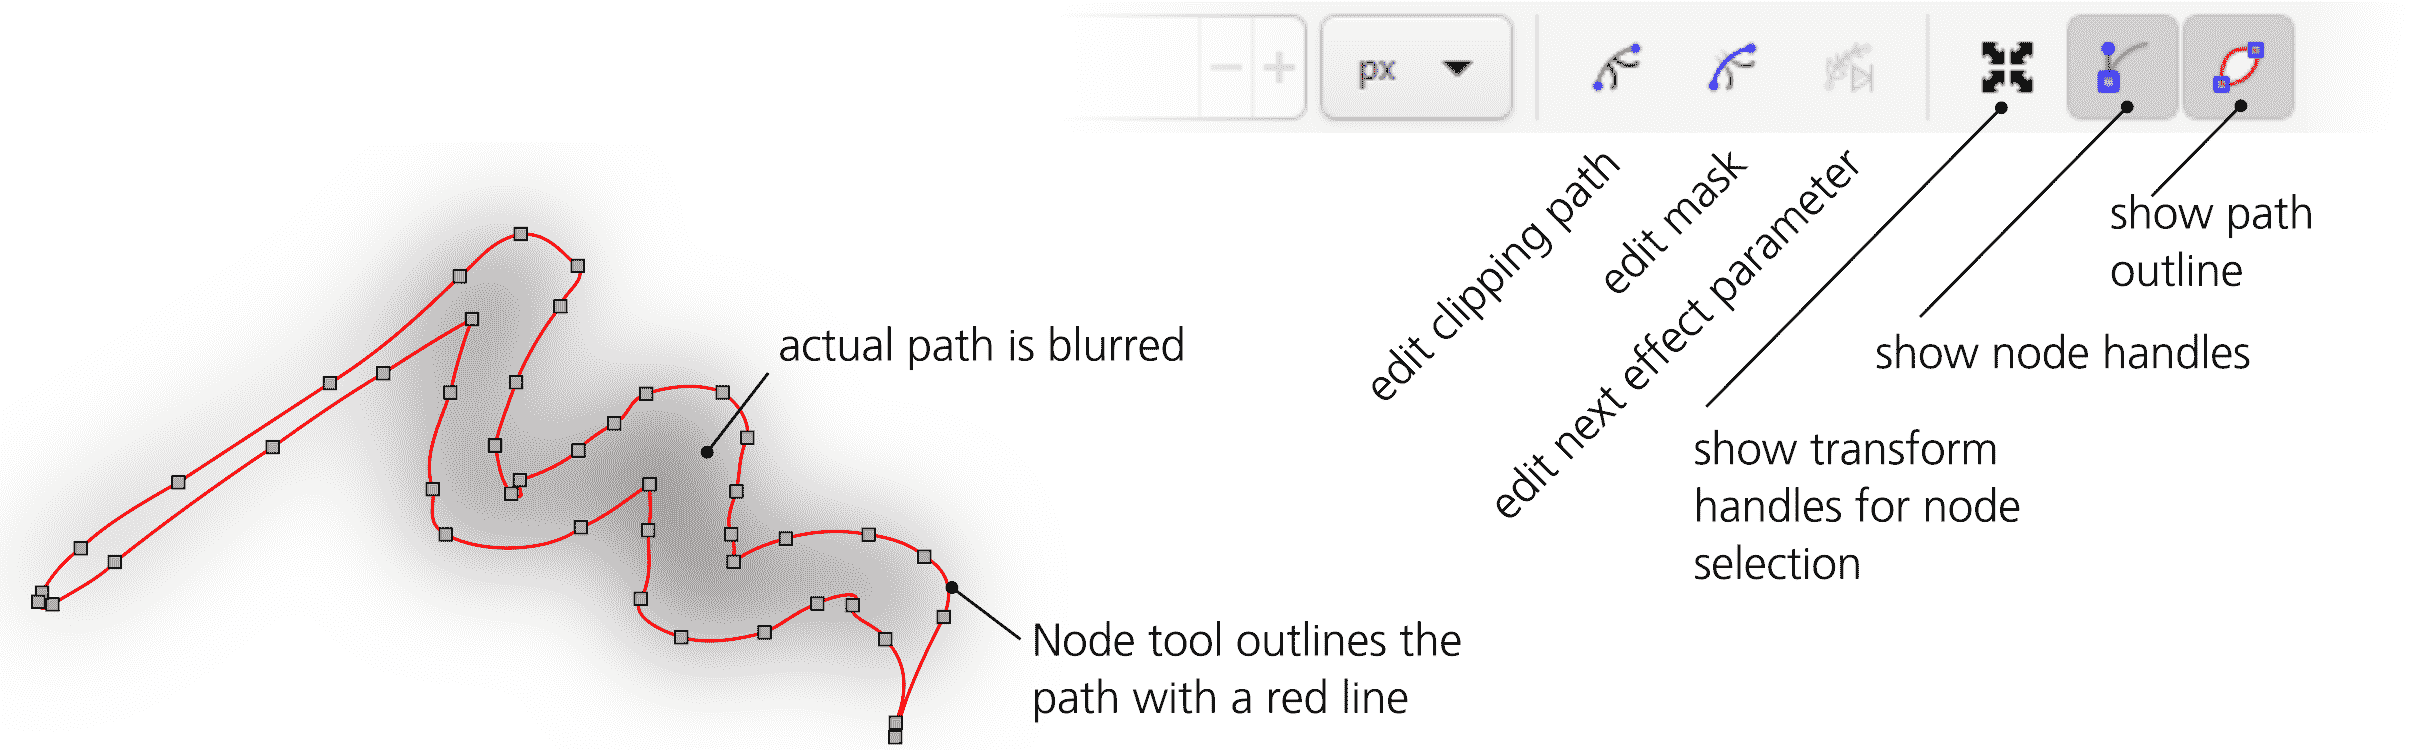 px
edit clipping path
edit mask
edit next effect parameter
show path
outline
show node handles
show transform
handles for node
selection
actual path is blurred
Node tool outlines the
path with a red line